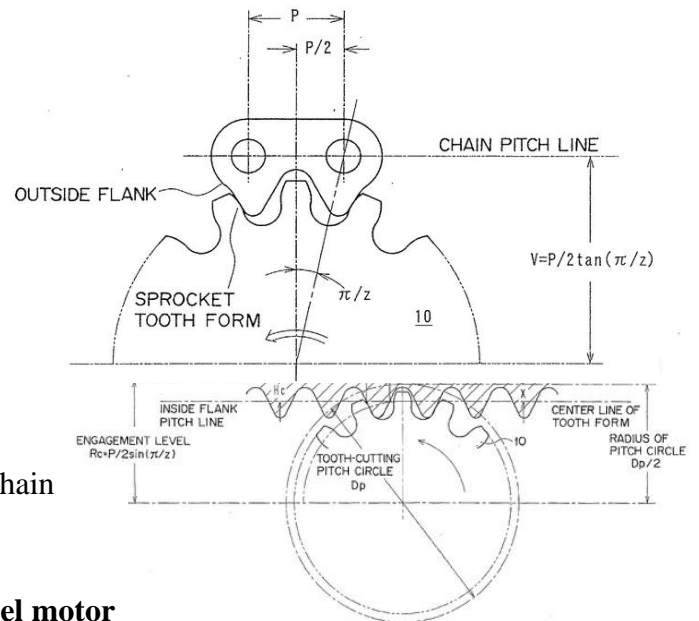 P
P/2
CHAIN PITCH LINE
OUTSIDE FLANK
V=P/2tan(π/z)
π/z
SPROCKET
TOOTH FORM
10
Hc
X
INSIDE FLANK
PITCH LINE
CENTER LINE OF
TOOTH FORM
ENGAGEMENT LEVEL
Rc=P/2sin(π/z)
10
TOOTH-CUTTING
PITCH CIRCLE
Dp
RADIUS OF
PITCH CIRCLE
Dp/2
hain
el motor